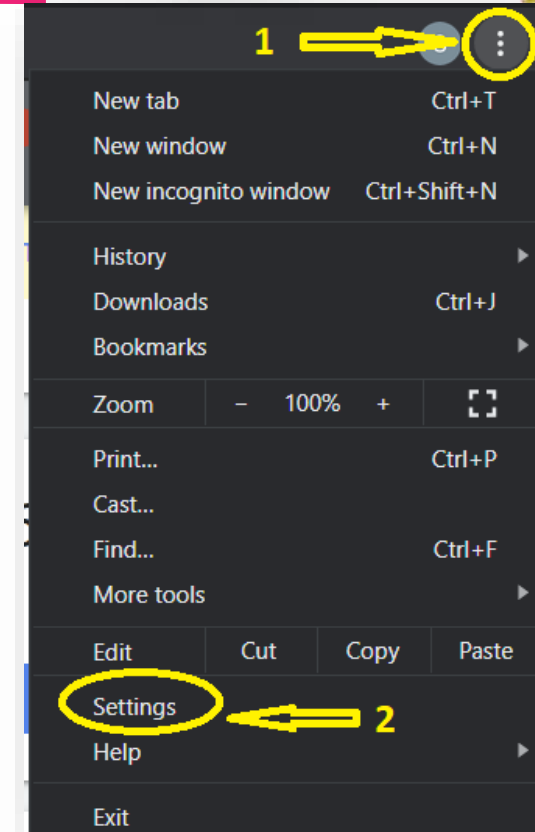 1
New tab Ctrl+T
New window Ctrl+N
New incognito window Ctrl+Shift+N
History
Downloads Ctrl+J
Bookmarks
Zoom − 100% +
Print... Ctrl+P
Cast...
Find... Ctrl+F
More tools
Edit Cut Copy Paste
Settings
2
Help
Exit